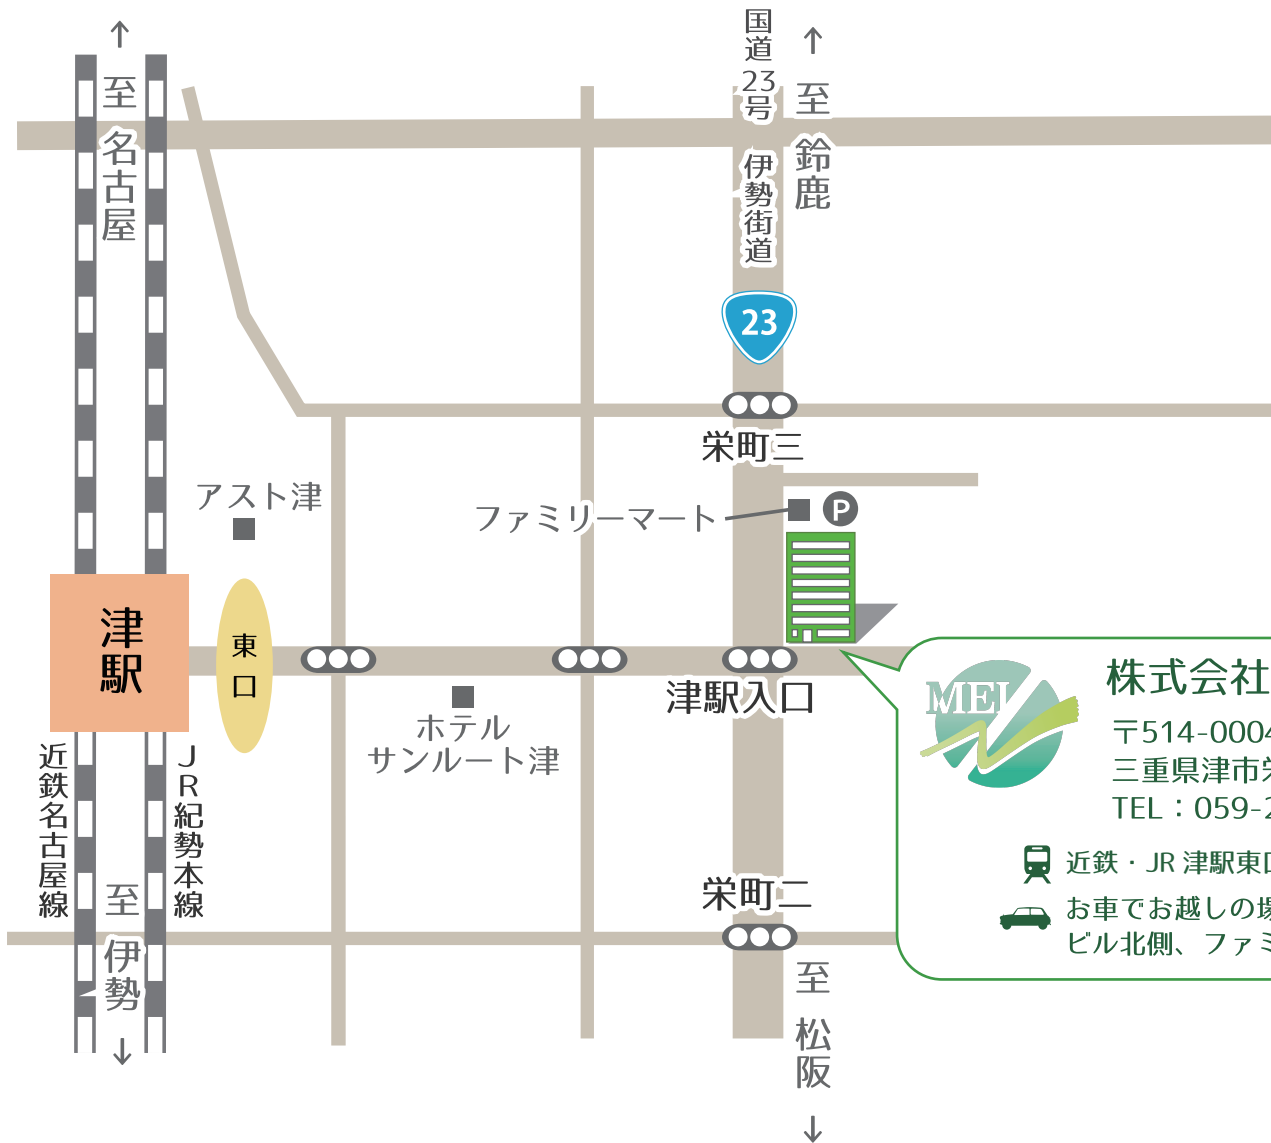 至 名古屋
国道23号 伊勢街道
至 鈴鹿
23
栄町三
アスト津
ファミリーマート
P
津駅
東口
津駅入口
ホテル
サンルート津
近鉄名古屋線
JR紀勢本線
至 伊勢
栄町二
至 松阪
MEI
株式会社
〒514-0004
三重県津市栄
TEL：059-2
近鉄・JR 津駅東口
お車でお越しの場
ビル北側、ファミ